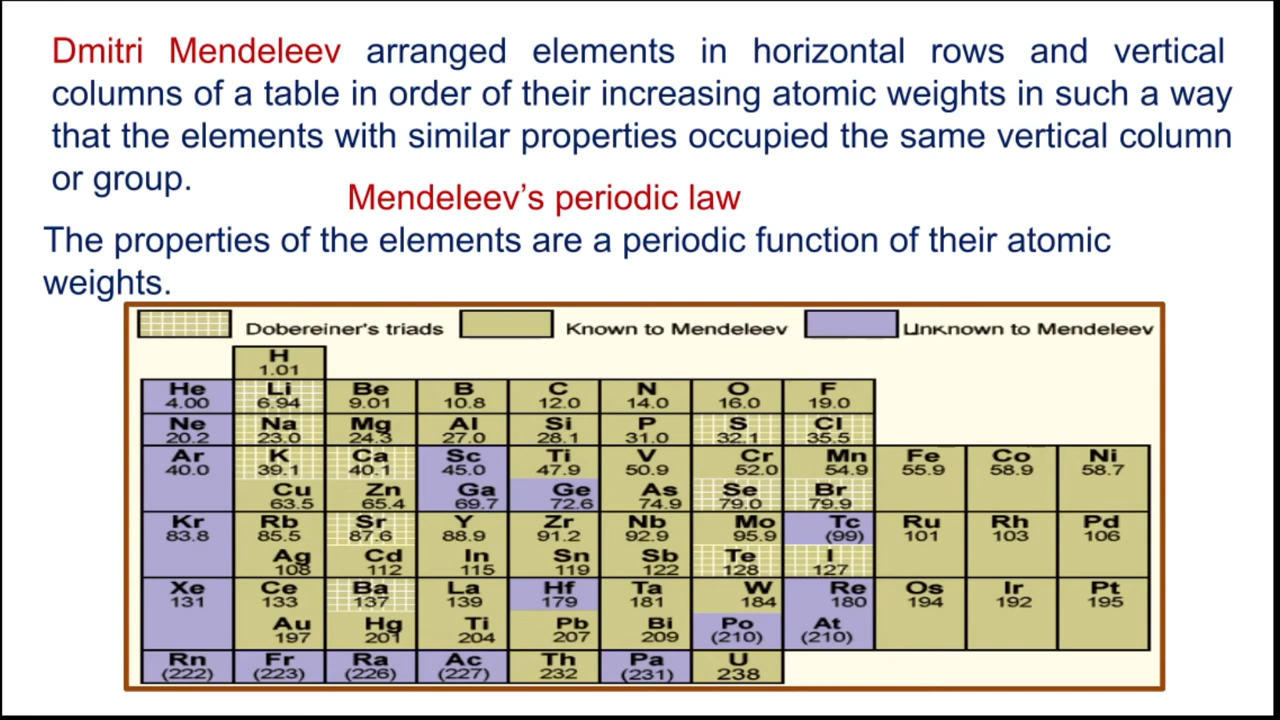 Dmitri Mendeleev arranged elements in horizontal rows and vertical
columns of a table in order of their increasing atomic weights in such a way
that the elements with similar properties occupied the same vertical column
or group.
Mendeleev's periodic law
The properties of the elements are a periodic function of their atomic
weights.
Dobereiner's triads Known to Mendeleev Unknown to Mendeleev
H
1.01
He Li Be B C N O F
4.00 6.94 9.01 10.8 12.0 14.0 16.0 19.0
Ne Na Mg Al Si P S Cl
20.2 23.0 24.3 27.0 28.1 31.0 32.1 35.5
Ar K Ca Sc Ti V Cr Mn Fe Co Ni
40.0 39.1 40.1 45.0 47.9 50.9 52.0 54.9 55.9 58.9 58.7
Cu Zn Ga Ge As Se Br
63.5 65.4 69.7 72.6 74.9 79.0 79.9
Kr Rb Sr Y Zr Nb Mo Tc Ru Rh Pd
83.8 85.5 87.6 88.9 91.2 92.9 95.9 (99) 101 103 106
Ag Cd In Sn Sb Te I
108 112 115 119 122 128 127
Xe Ce Ba La Hf Ta W Re Os Ir Pt
131 133 137 139 179 181 184 180 194 192 195
Au Hg Ti Pb Bi Po At
197 201 204 207 209 (210) (210)
Rn Fr Ra Ac Th Pa U
(222) (223) (226) (227) 232 (231) 238